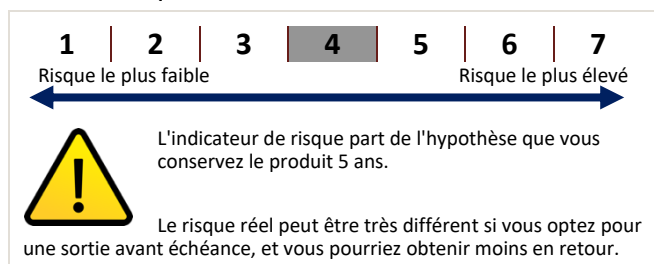 1 2 3 4 5 6 7
Risque le plus faible Risque le plus élevé
L'indicateur de risque part de l'hypothèse que vous
conservez le produit 5 ans.
Le risque réel peut être très différent si vous optez pour
une sortie avant échéance, et vous pourriez obtenir moins en retour.